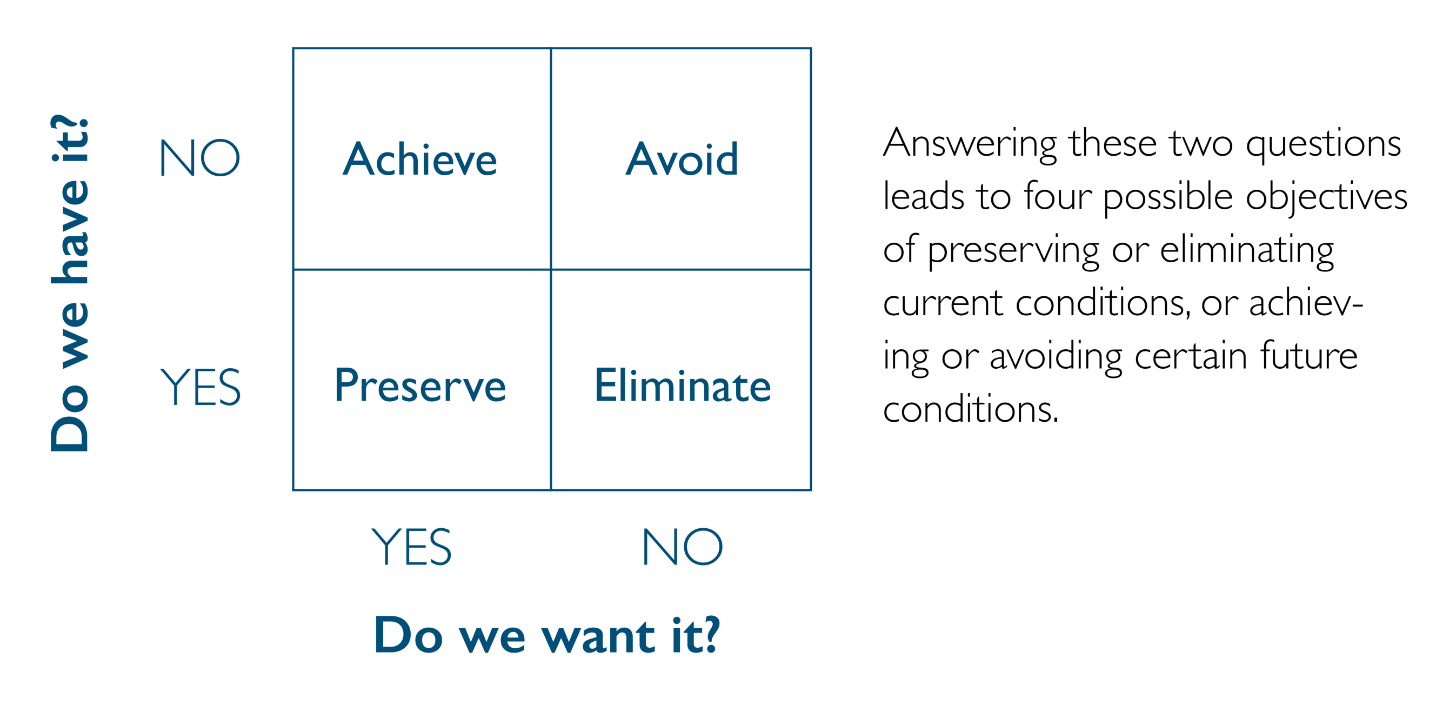 Do we have it?
NO
Achieve
Avoid
YES
Preserve
Eliminate
YES
NO
Do we want it?
Answering these two questions
leads to four possible objectives
of preserving or eliminating
current conditions, or achiev-
ing or avoiding certain future
conditions.